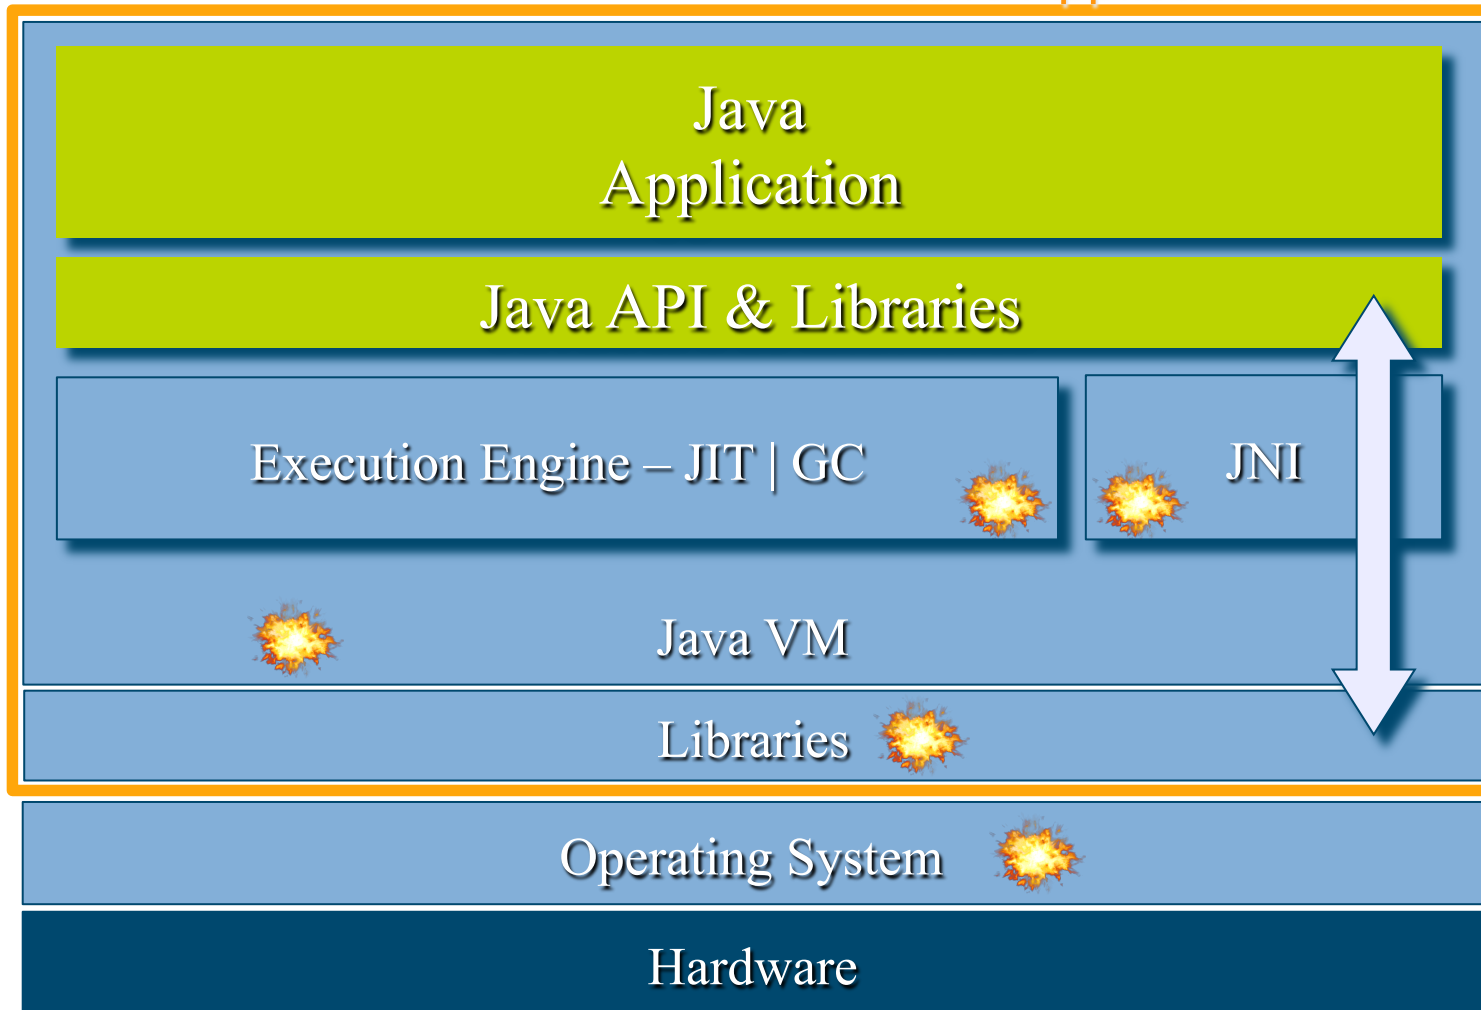 Java
Application
Java API & Libraries
Execution Engine – JIT | GC
JNI
Java VM
Libraries
Operating System
Hardware